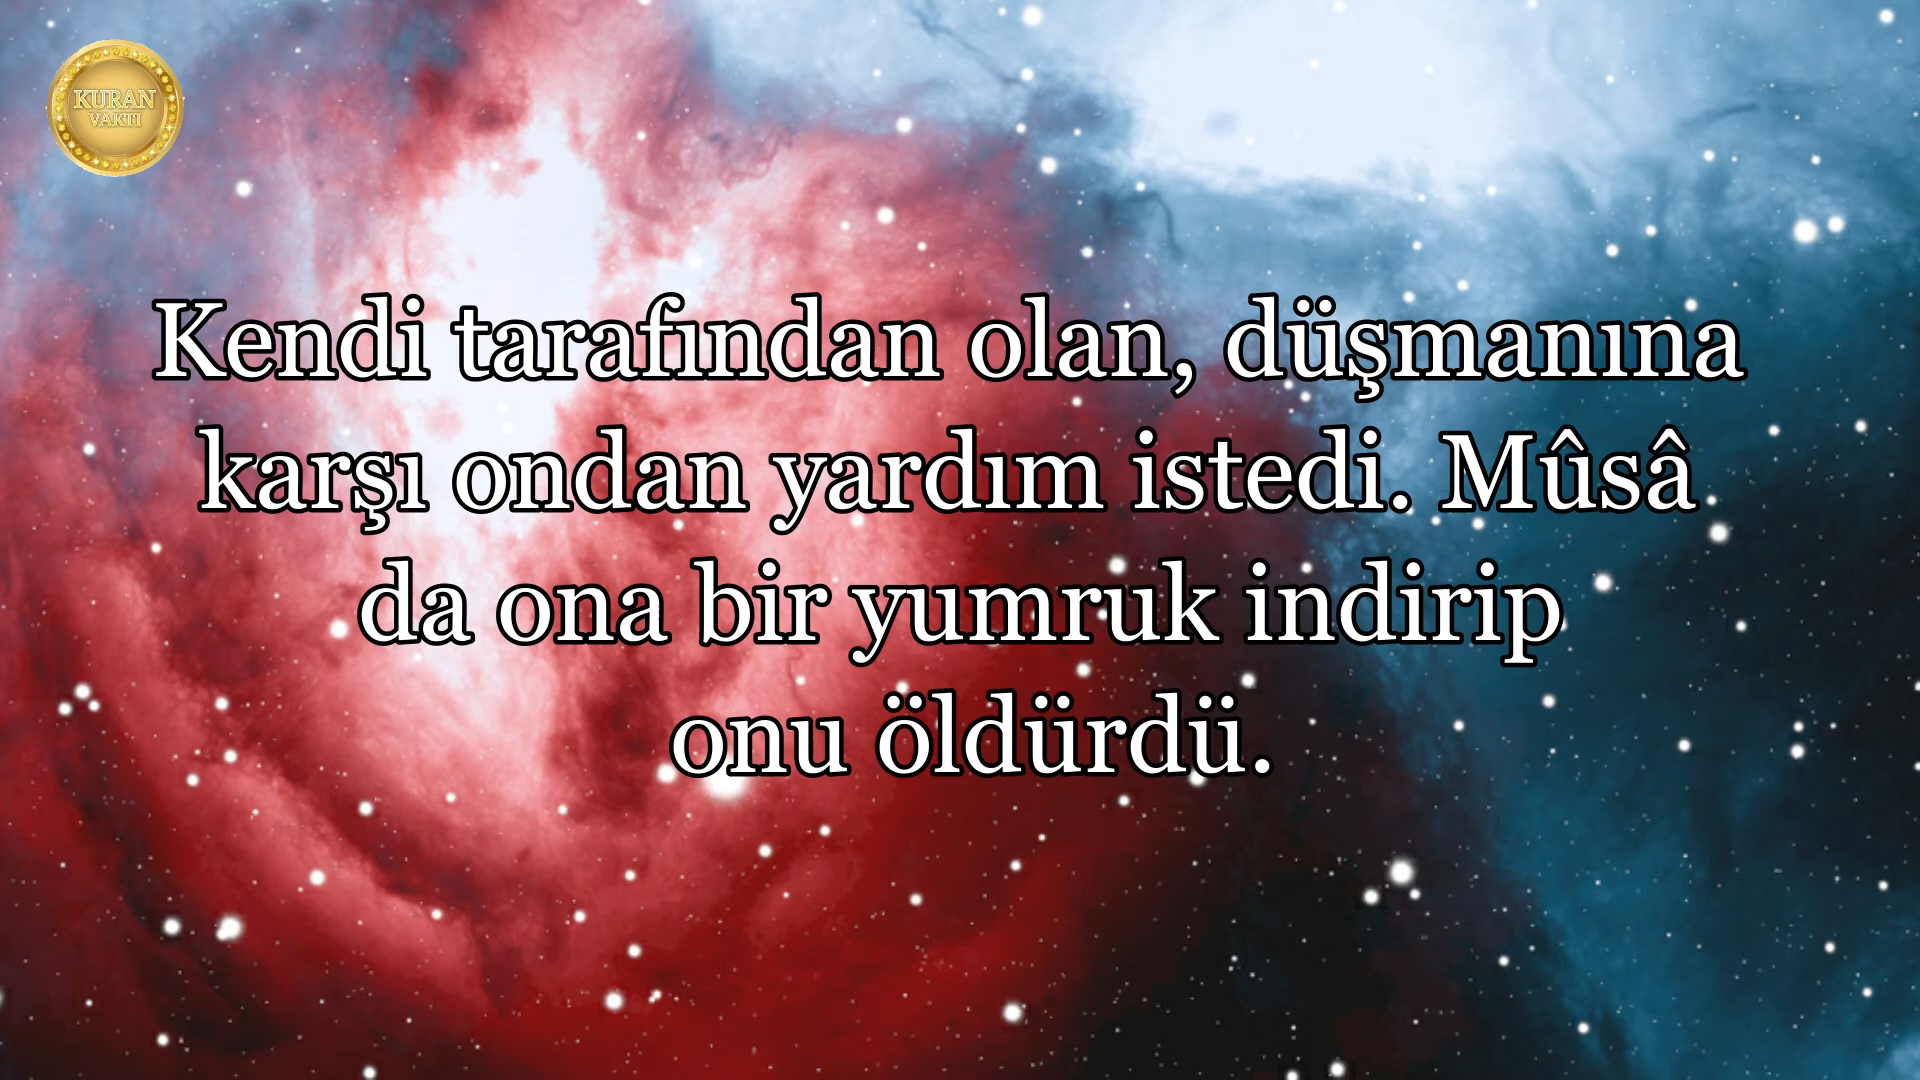 KURAN
VAKTI
Kendi tarafından olan, düşmanına
karşı ondan yardım istedi. Mûsâ
da ona bir yumruk indirip
onu öldürdü.